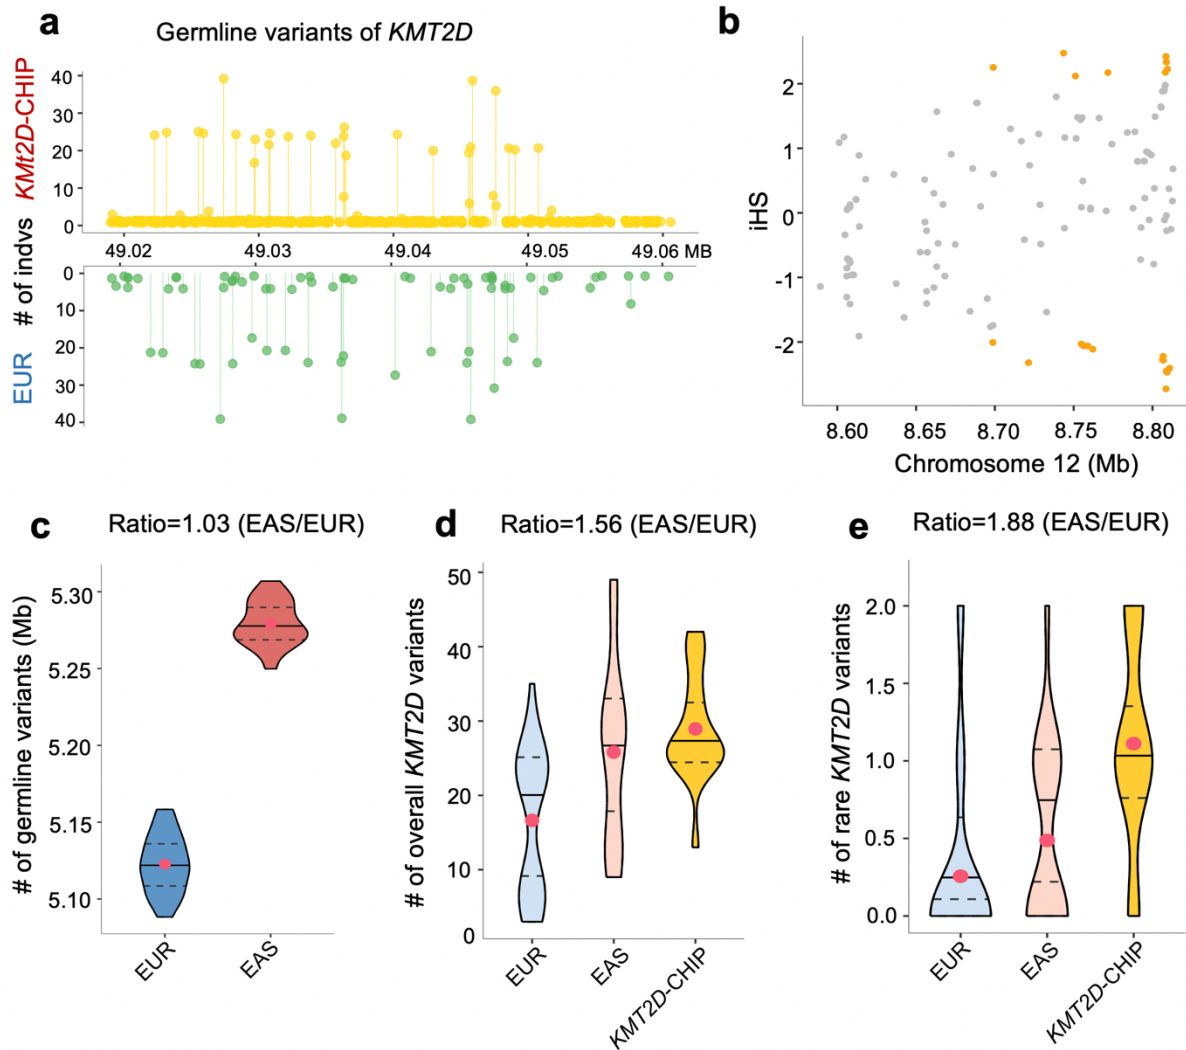 a
Germline variants of KMT2D
EUR # of indvs KMt2D-CHIP
40
30
20
10
0
49.02 49.03 49.04 49.05 49.06 MB
0
10
20
30
40
b
iHS
2
1
0
-1
-2
8.60 8.65 8.70 8.75 8.80
Chromosome 12 (Mb)
c
Ratio=1.03 (EAS/EUR)
# of germline variants (Mb)
5.30
5.25
5.20
5.15
5.10
EUR EAS
d
Ratio=1.56 (EAS/EUR)
# of overall KMT2D variants
50
40
30
20
10
0
EUR EAS KMT2D-CHIP
e
Ratio=1.88 (EAS/EUR)
# of rare KMT2D variants
2.0
1.5
1.0
0.5
0.0
EUR EAS KMT2D-CHIP